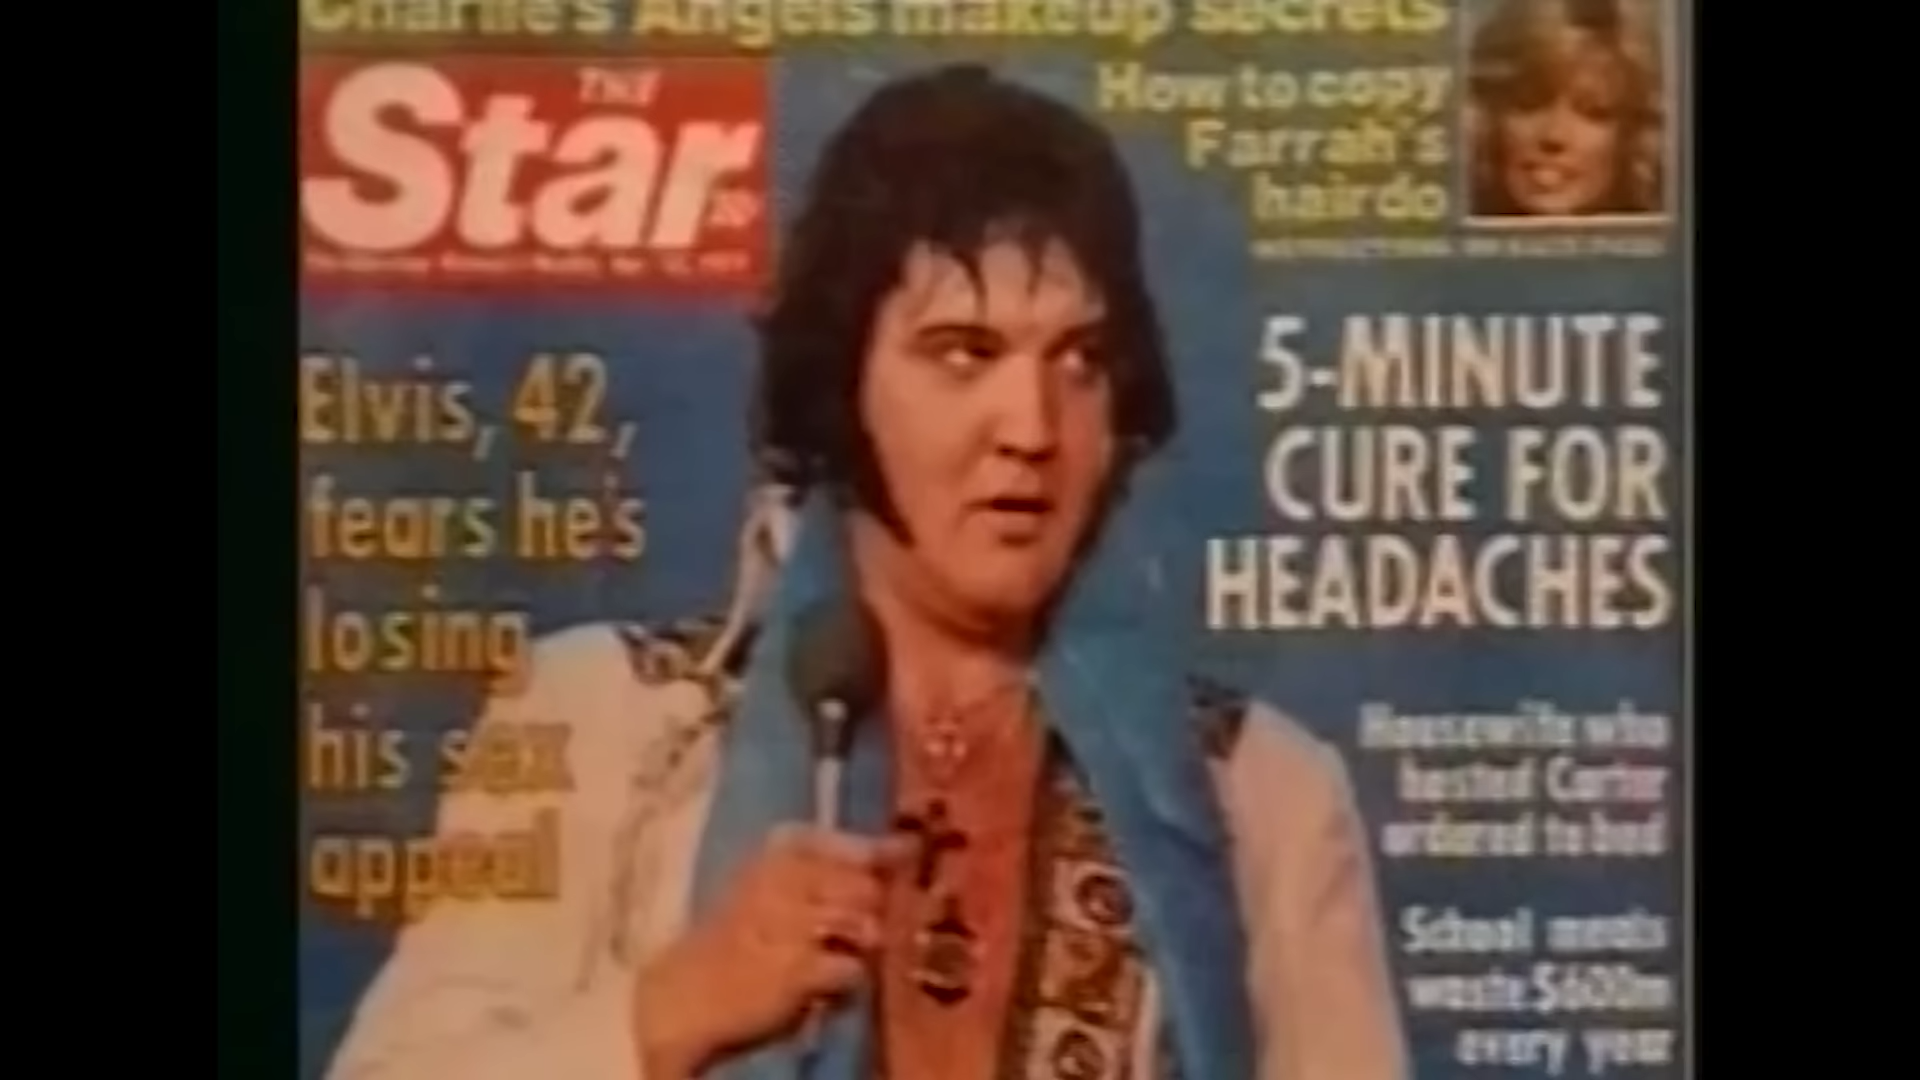 Charlie's Angels makeup secrets
THE
Star
How to copy
Farrah's
hairdo
Elvis, 42,
fears he's
losing
his sex
appeal
5-MINUTE
CURE FOR
HEADACHES
Housewife who
hosted Carter
ordered to bed
School meals
waste $600m
every year